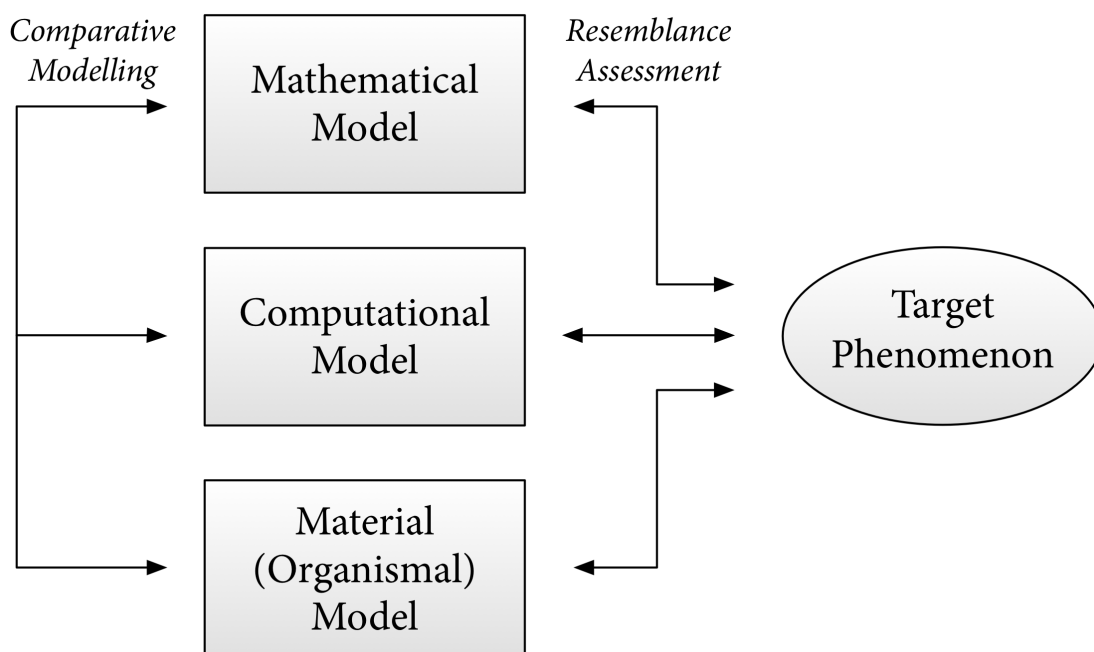 Comparative
Modelling
Resemblance
Assessment
Mathematical
Model
Computational
Model
Target
Phenomenon
Material
(Organismal)
Model